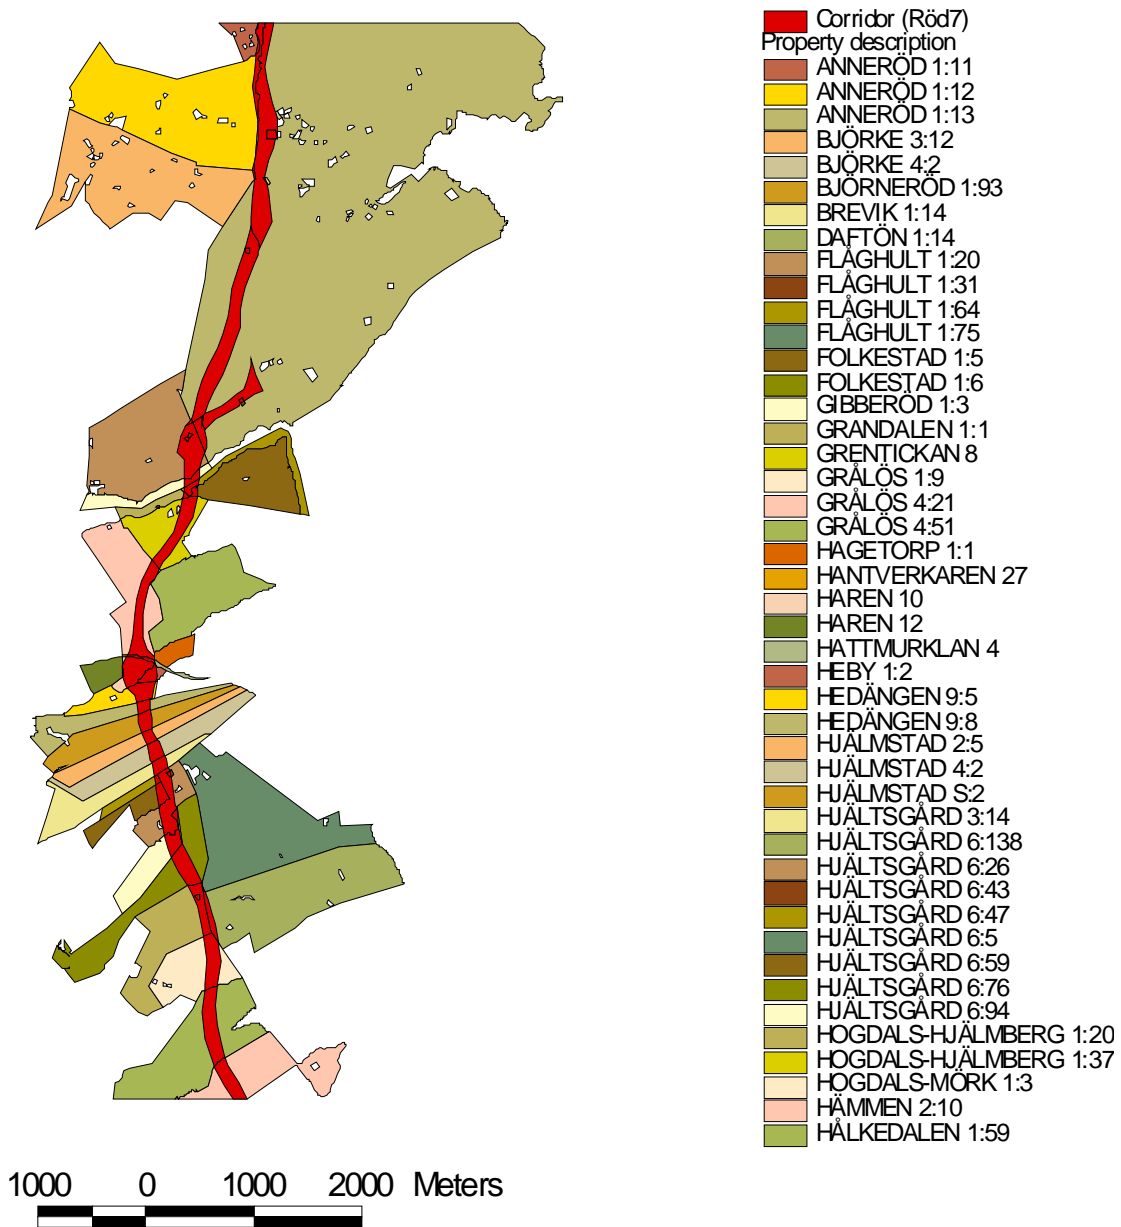 Corridor (Röd7)
Property description
ANNERÖD 1:11
ANNERÖD 1:12
ANNERÖD 1:13
BJÖRKE 3:12
BJÖRKE 4:2
BJÖRNERÖD 1:93
BREVIK 1:14
DAFTÖN 1:14
FLÅGHULT 1:20
FLÅGHULT 1:31
FLÅGHULT 1:64
FLÅGHULT 1:75
FOLKESTAD 1:5
FOLKESTAD 1:6
GIBBERÖD 1:3
GRANDALEN 1:1
GRENTICKAN 8
GRÅLÖS 1:9
GRÅLÖS 4:21
GRÅLÖS 4:51
HAGETORP 1:1
HANTVERKAREN 27
HAREN 10
HAREN 12
HATTMURKLAN 4
HEBY 1:2
HEDÄNGEN 9:5
HEDÄNGEN 9:8
HJÄLMSTAD 2:5
HJÄLMSTAD 4:2
HJÄLMSTAD S:2
HJÄLTSGÅRD 3:14
HJÄLTSGÅRD 6:138
HJÄLTSGÅRD 6:26
HJÄLTSGÅRD 6:43
HJÄLTSGÅRD 6:47
HJÄLTSGÅRD 6:5
HJÄLTSGÅRD 6:59
HJÄLTSGÅRD 6:76
HJÄLTSGÅRD 6:94
HOGDALS-HJÄLMBERG 1:20
HOGDALS-HJÄLMBERG 1:37
HOGDALS-MÖRK 1:3
HÄMMEN 2:10
HÅLKEDALEN 1:59
1000 0 1000 2000 Meters